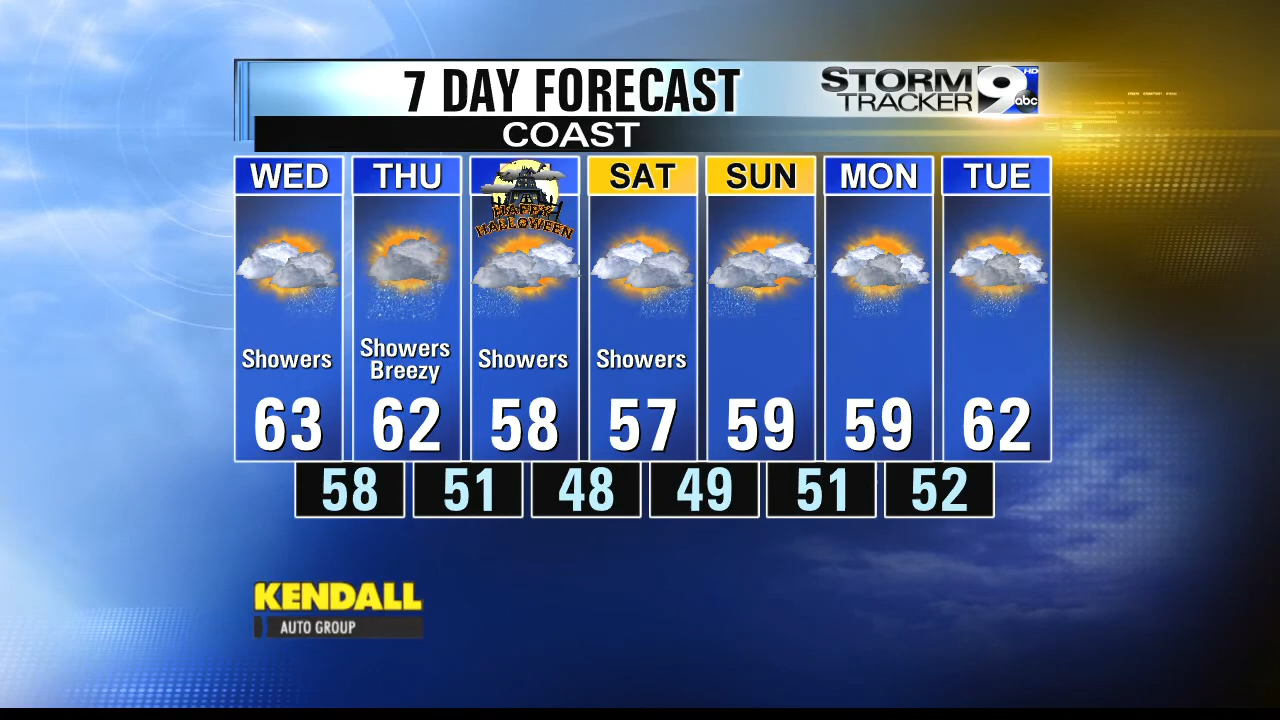 7 DAY FORECAST
STORM TRACKER 9 HD abc
COAST
WED THU SAT SUN MON TUE
HAPPY HALLOWEEN
Showers Showers Breezy Showers Showers
63 62 58 57 59 59 62
58 51 48 49 51 52
KENDALL
AUTO GROUP